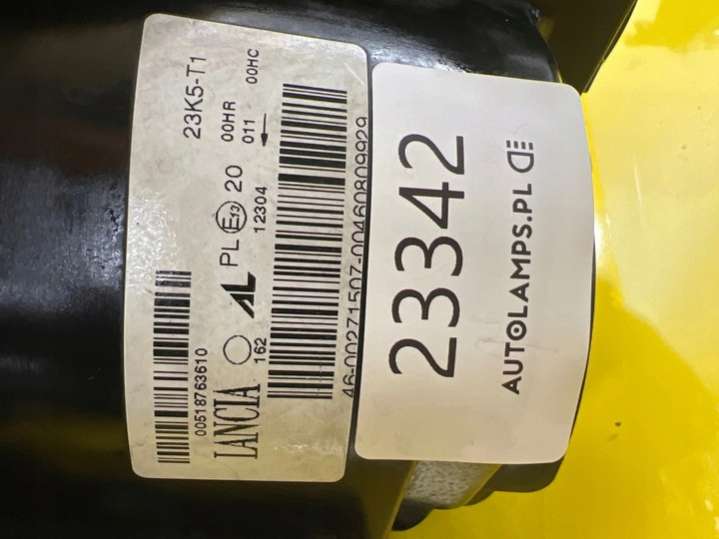 00518763610
23K5-T1
LANCIA
AL
PL
E13
20
00HR
00HC
011
162
12304
46-00271507-00460809929
23342
AUTOLAMPS.PL